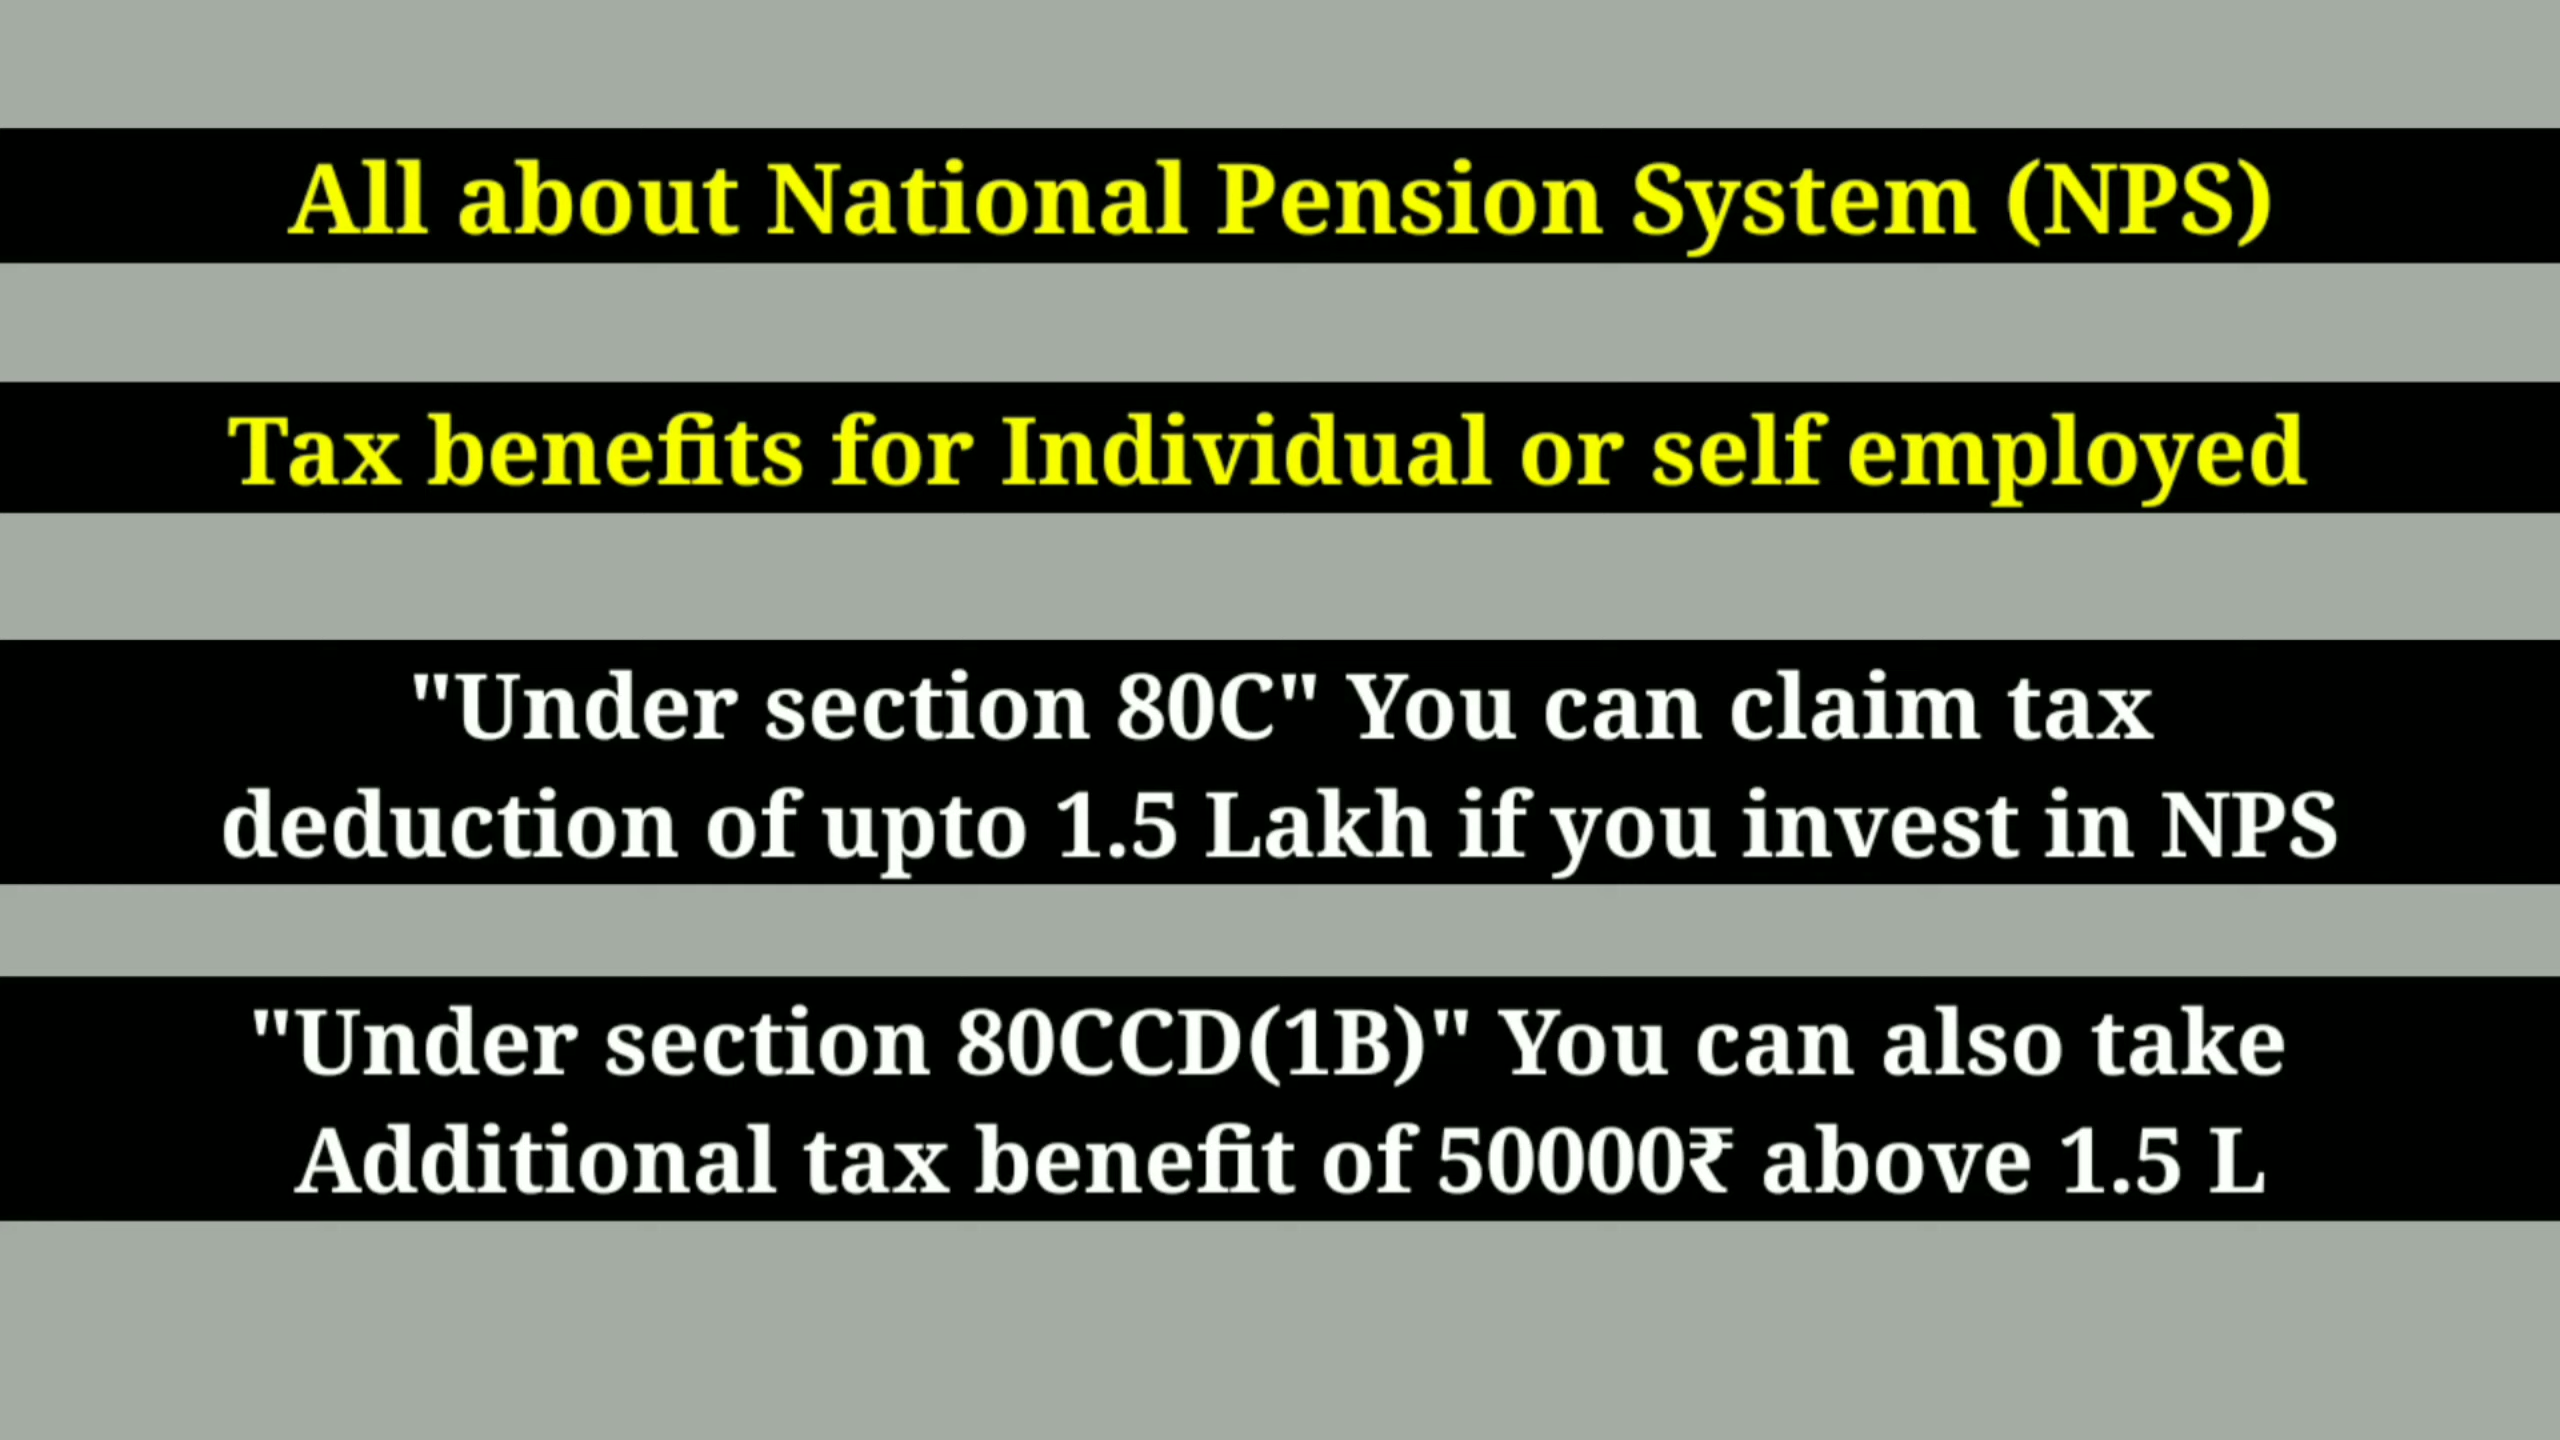 All about National Pension System (NPS)
Tax benefits for Individual or self employed
"Under section 80C" You can claim tax
deduction of upto 1.5 Lakh if you invest in NPS
"Under section 80CCD(1B)" You can also take
Additional tax benefit of 50000₹ above 1.5 L